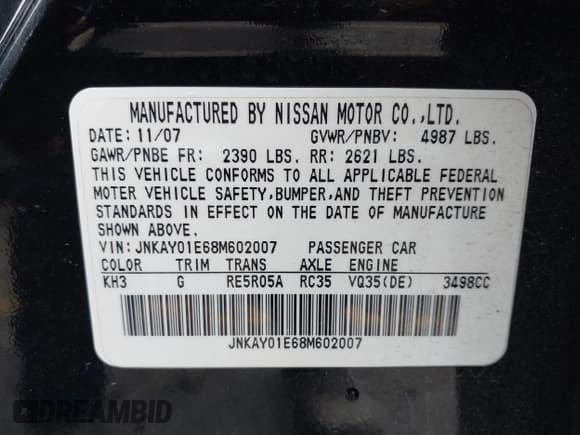 MANUFACTURED BY NISSAN MOTOR CO.,LTD.
DATE: 11/07 GVWR/PNBV: 4987 LBS.
GAWR/PNBE FR: 2390 LBS. RR: 2621 LBS.
THIS VEHICLE CONFORMS TO ALL APPLICABLE FEDERAL
MOTOR VEHICLE SAFETY,BUMPER,AND THEFT PREVENTION
STANDARDS IN EFFECT ON THE DATE OF MANUFACTURE
SHOWN ABOVE.
VIN: JNKAY01E68M602007 PASSENGER CAR
COLOR TRIM TRANS AXLE ENGINE
KH3 G RE5R05A RC35 VQ35(DE) 3498CC
JNKAY01E68M602007
DREAMBID